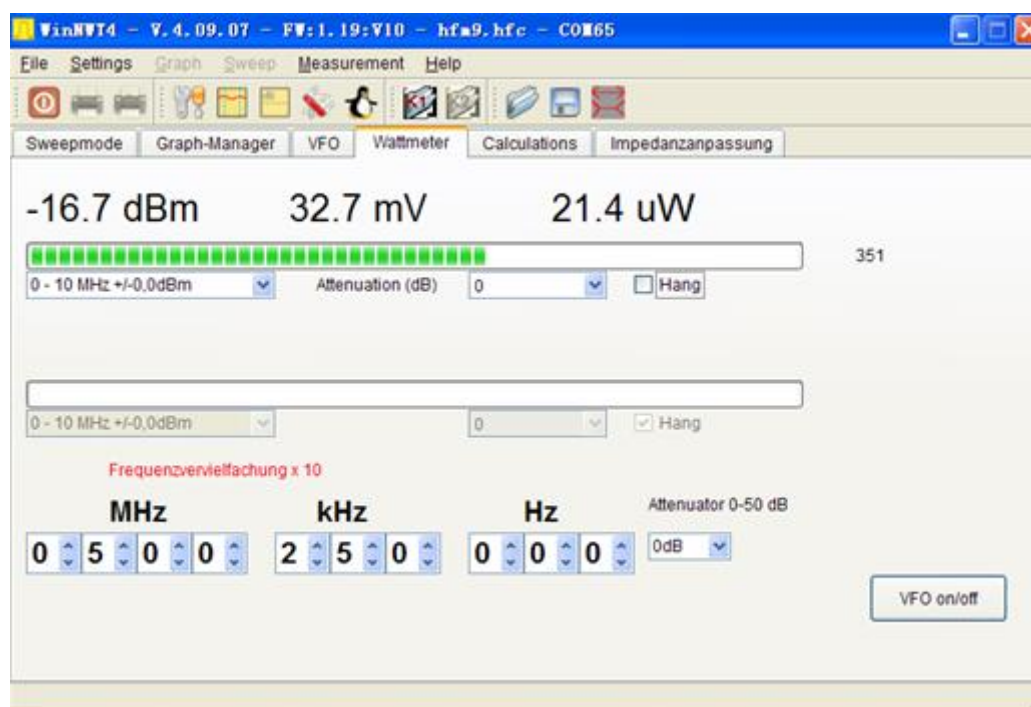 WinNWT4 - V.4.09.07 - FW:1.19:V10 - hfm9.hfc - COM65
File Settings Graph Sweep Measurement Help
Sweepmode Graph-Manager VFO Wattmeter Calculations Impedanzanpassung
-16.7 dBm 32.7 mV 21.4 uW
351
0 - 10 MHz +/-0,0dBm Attenuation (dB) 0 Hang
0 - 10 MHz +/-0,0dBm 0 Hang
Frequenzvervielfachung x 10
MHz kHz Hz Attenuator 0-50 dB
0 5 0 0 2 5 0 0 0 0 0dB
VFO on/off